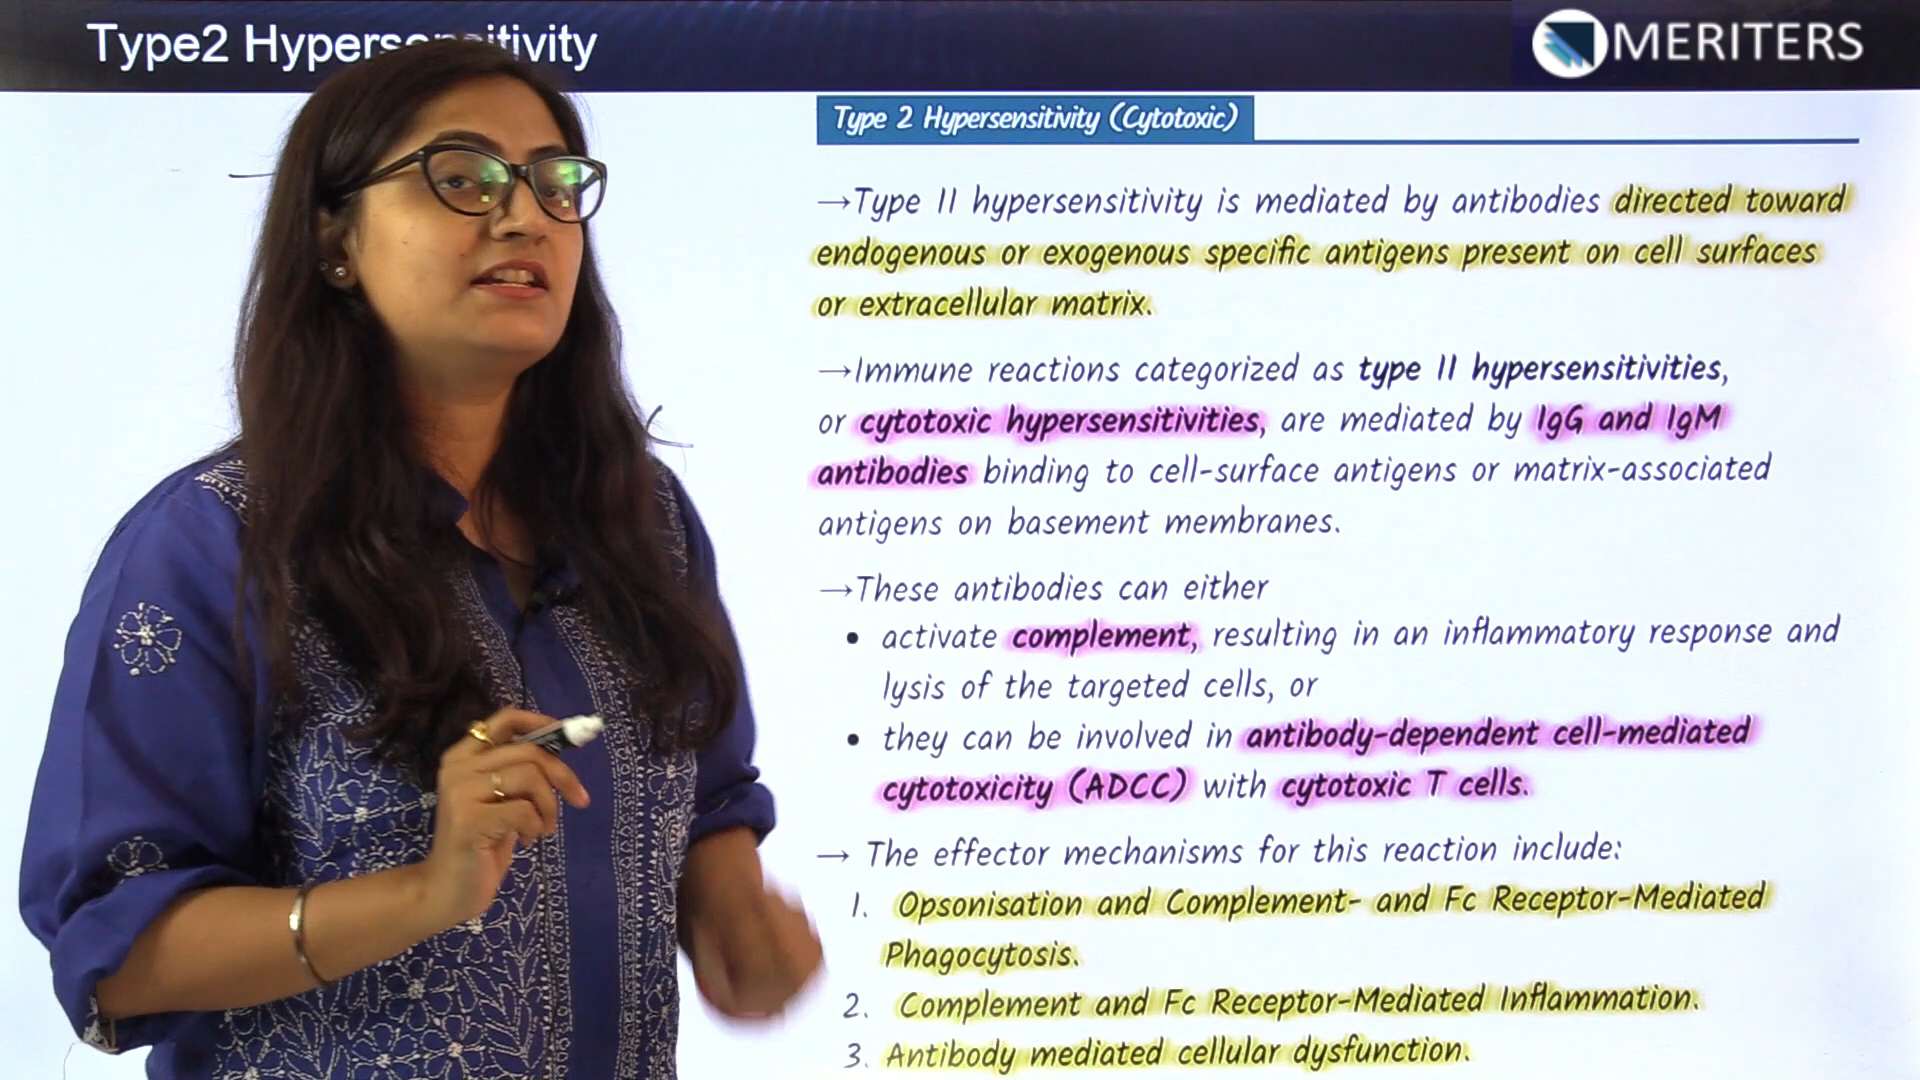 Type2 Hypersensitivity
MERITERS
Type 2 Hypersensitivity (Cytotoxic)
→Type II hypersensitivity is mediated by antibodies directed toward
endogenous or exogenous specific antigens present on cell surfaces
or extracellular matrix.
→Immune reactions categorized as type II hypersensitivities,
or cytotoxic hypersensitivities, are mediated by IgG and IgM
antibodies binding to cell-surface antigens or matrix-associated
antigens on basement membranes.
→These antibodies can either
• activate complement, resulting in an inflammatory response and
lysis of the targeted cells, or
• they can be involved in antibody-dependent cell-mediated
cytotoxicity (ADCC) with cytotoxic T cells.
→ The effector mechanisms for this reaction include:
1. Opsonisation and Complement- and Fc Receptor-Mediated
Phagocytosis.
2. Complement and Fc Receptor-Mediated Inflammation.
3. Antibody mediated cellular dysfunction.